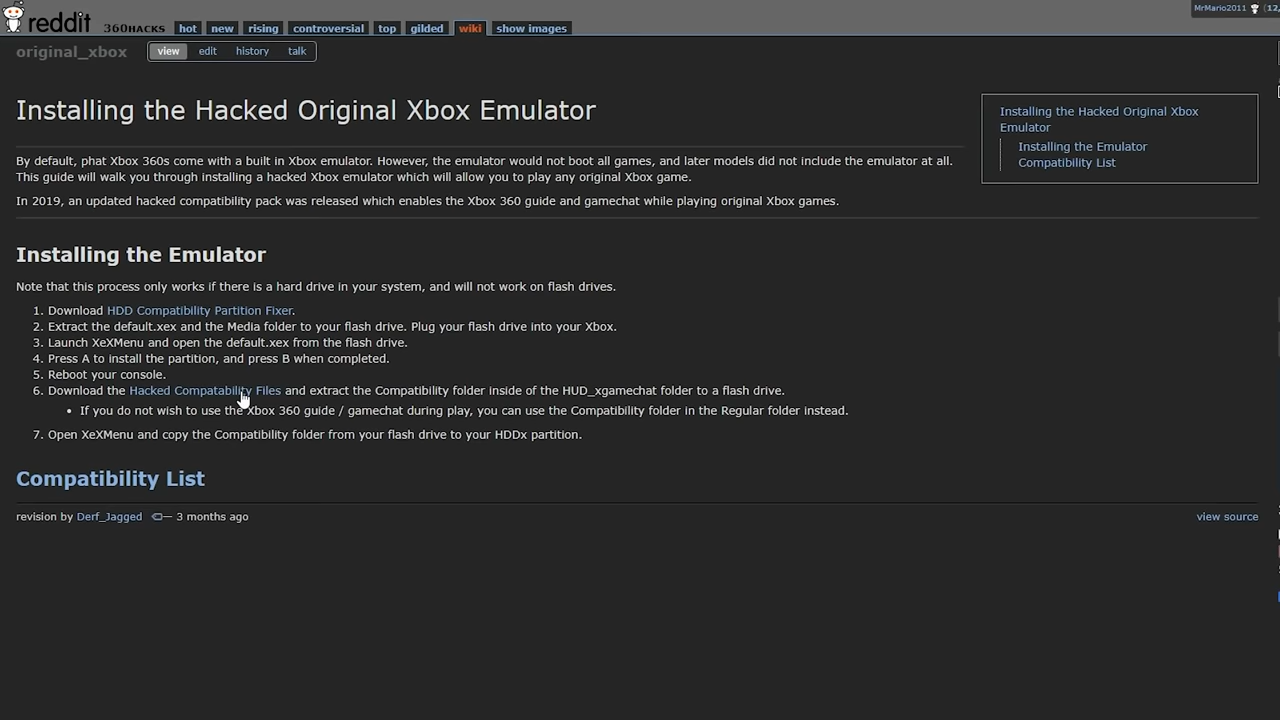 MrMario2011 (12,
reddit 360HACKS hot new rising controversial top gilded wiki show images
original_xbox view edit history talk
Installing the Hacked Original Xbox Emulator
Installing the Hacked Original Xbox
Emulator
Installing the Emulator
Compatibility List
By default, phat Xbox 360s come with a built in Xbox emulator. However, the emulator would not boot all games, and later models did not include the emulator at all.
This guide will walk you through installing a hacked Xbox emulator which will allow you to play any original Xbox game.
In 2019, an updated hacked compatibility pack was released which enables the Xbox 360 guide and gamechat while playing original Xbox games.
Installing the Emulator
Note that this process only works if there is a hard drive in your system, and will not work on flash drives.
1. Download HDD Compatibility Partition Fixer.
2. Extract the default.xex and the Media folder to your flash drive. Plug your flash drive into your Xbox.
3. Launch XeXMenu and open the default.xex from the flash drive.
4. Press A to install the partition, and press B when completed.
5. Reboot your console.
6. Download the Hacked Compatability Files and extract the Compatibility folder inside of the HUD_xgamechat folder to a flash drive.
• If you do not wish to use the Xbox 360 guide / gamechat during play, you can use the Compatibility folder in the Regular folder instead.
7. Open XeXMenu and copy the Compatibility folder from your flash drive to your HDDx partition.
Compatibility List
revision by Derf_Jagged — 3 months ago
view source